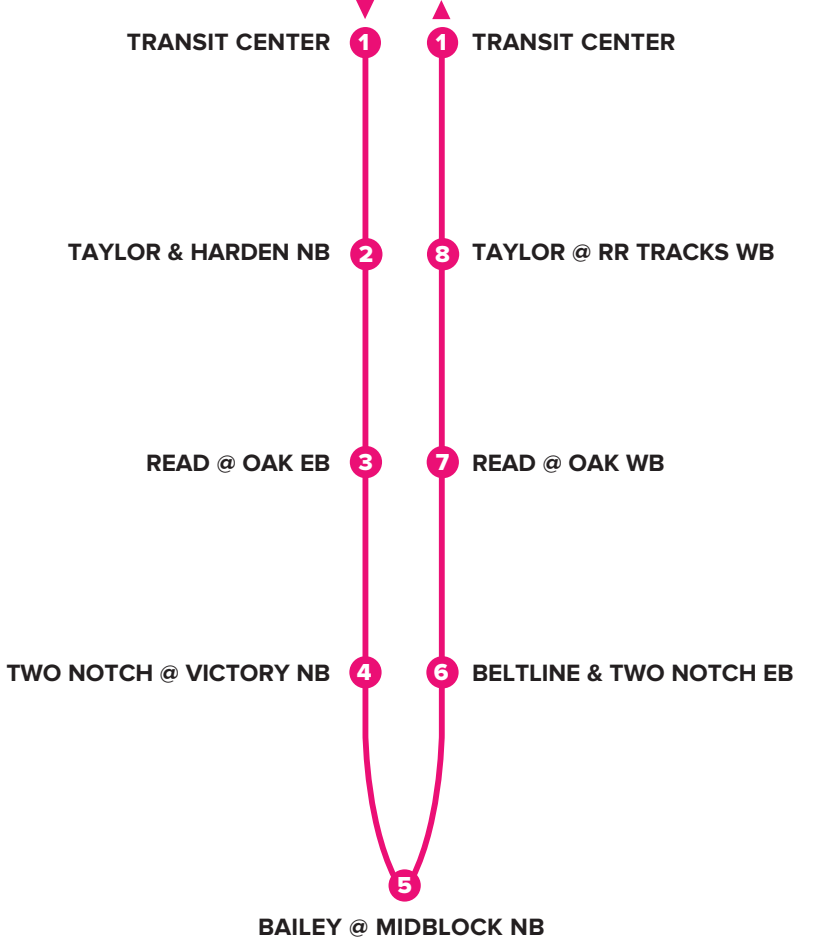 TRANSIT CENTER 1 1 TRANSIT CENTER
TAYLOR & HARDEN NB 2 8 TAYLOR @ RR TRACKS WB
READ @ OAK EB 3 7 READ @ OAK WB
TWO NOTCH @ VICTORY NB 4 6 BELTLINE & TWO NOTCH EB
5
BAILEY @ MIDBLOCK NB